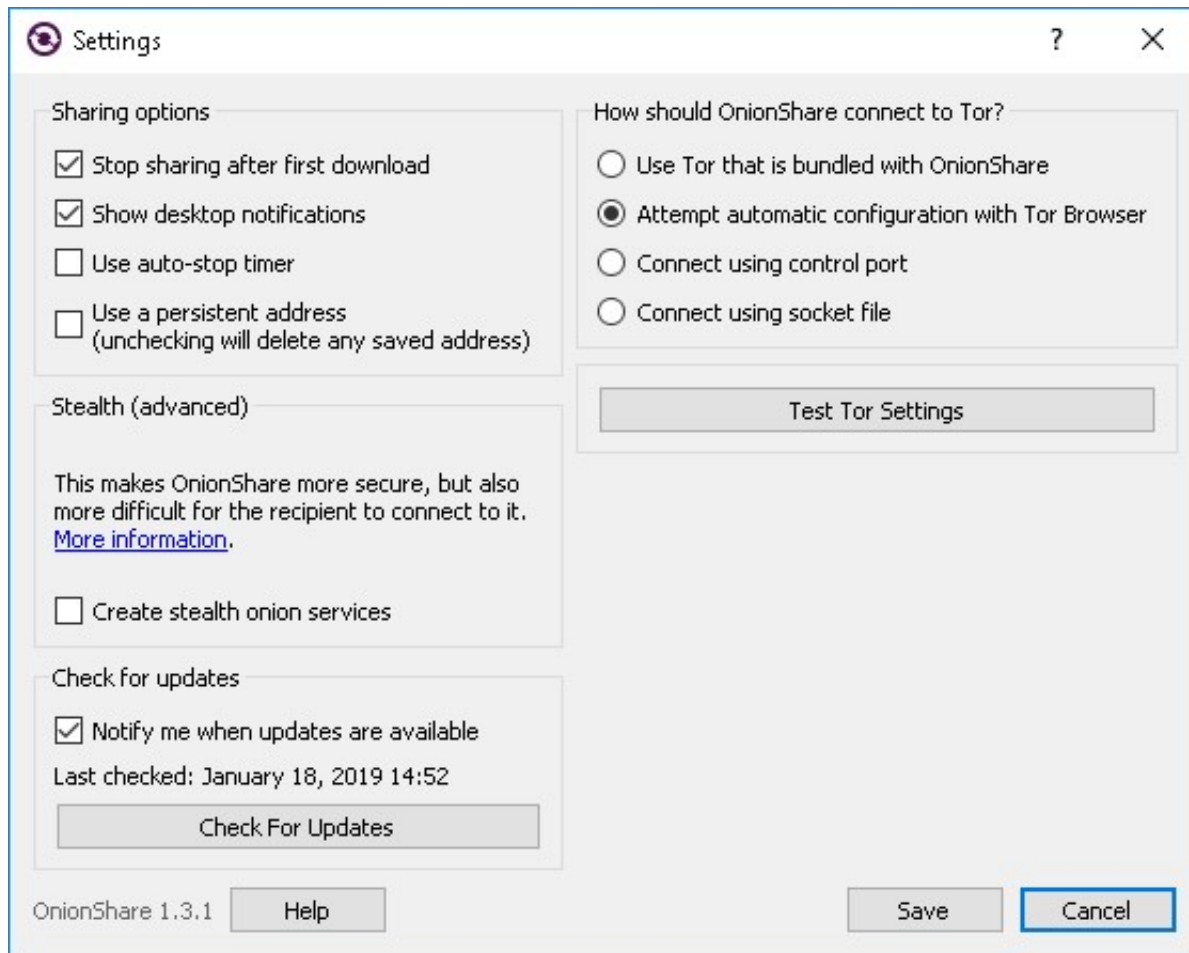 Settings
?
Sharing options
Stop sharing after first download
Show desktop notifications
Use auto-stop timer
Use a persistent address
(unchecking will delete any saved address)
Stealth (advanced)
This makes OnionShare more secure, but also
more difficult for the recipient to connect to it.
More information.
Create stealth onion services
Check for updates
Notify me when updates are available
Last checked: January 18, 2019 14:52
Check For Updates
How should OnionShare connect to Tor?
Use Tor that is bundled with OnionShare
Attempt automatic configuration with Tor Browser
Connect using control port
Connect using socket file
Test Tor Settings
OnionShare 1.3.1
Help
Save
Cancel